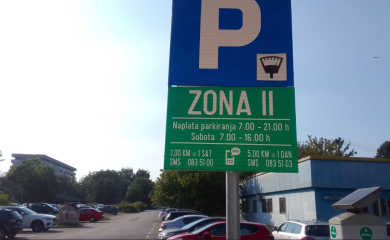 P
ZONA II
Naplata parkiranja 7.00 - 21.00 h
Subota 7.00 - 16.00 h
1.00 KM = 1 SAT
SMS 083 51 00
5.00 KM = 1 DAN
SMS 083 51 03